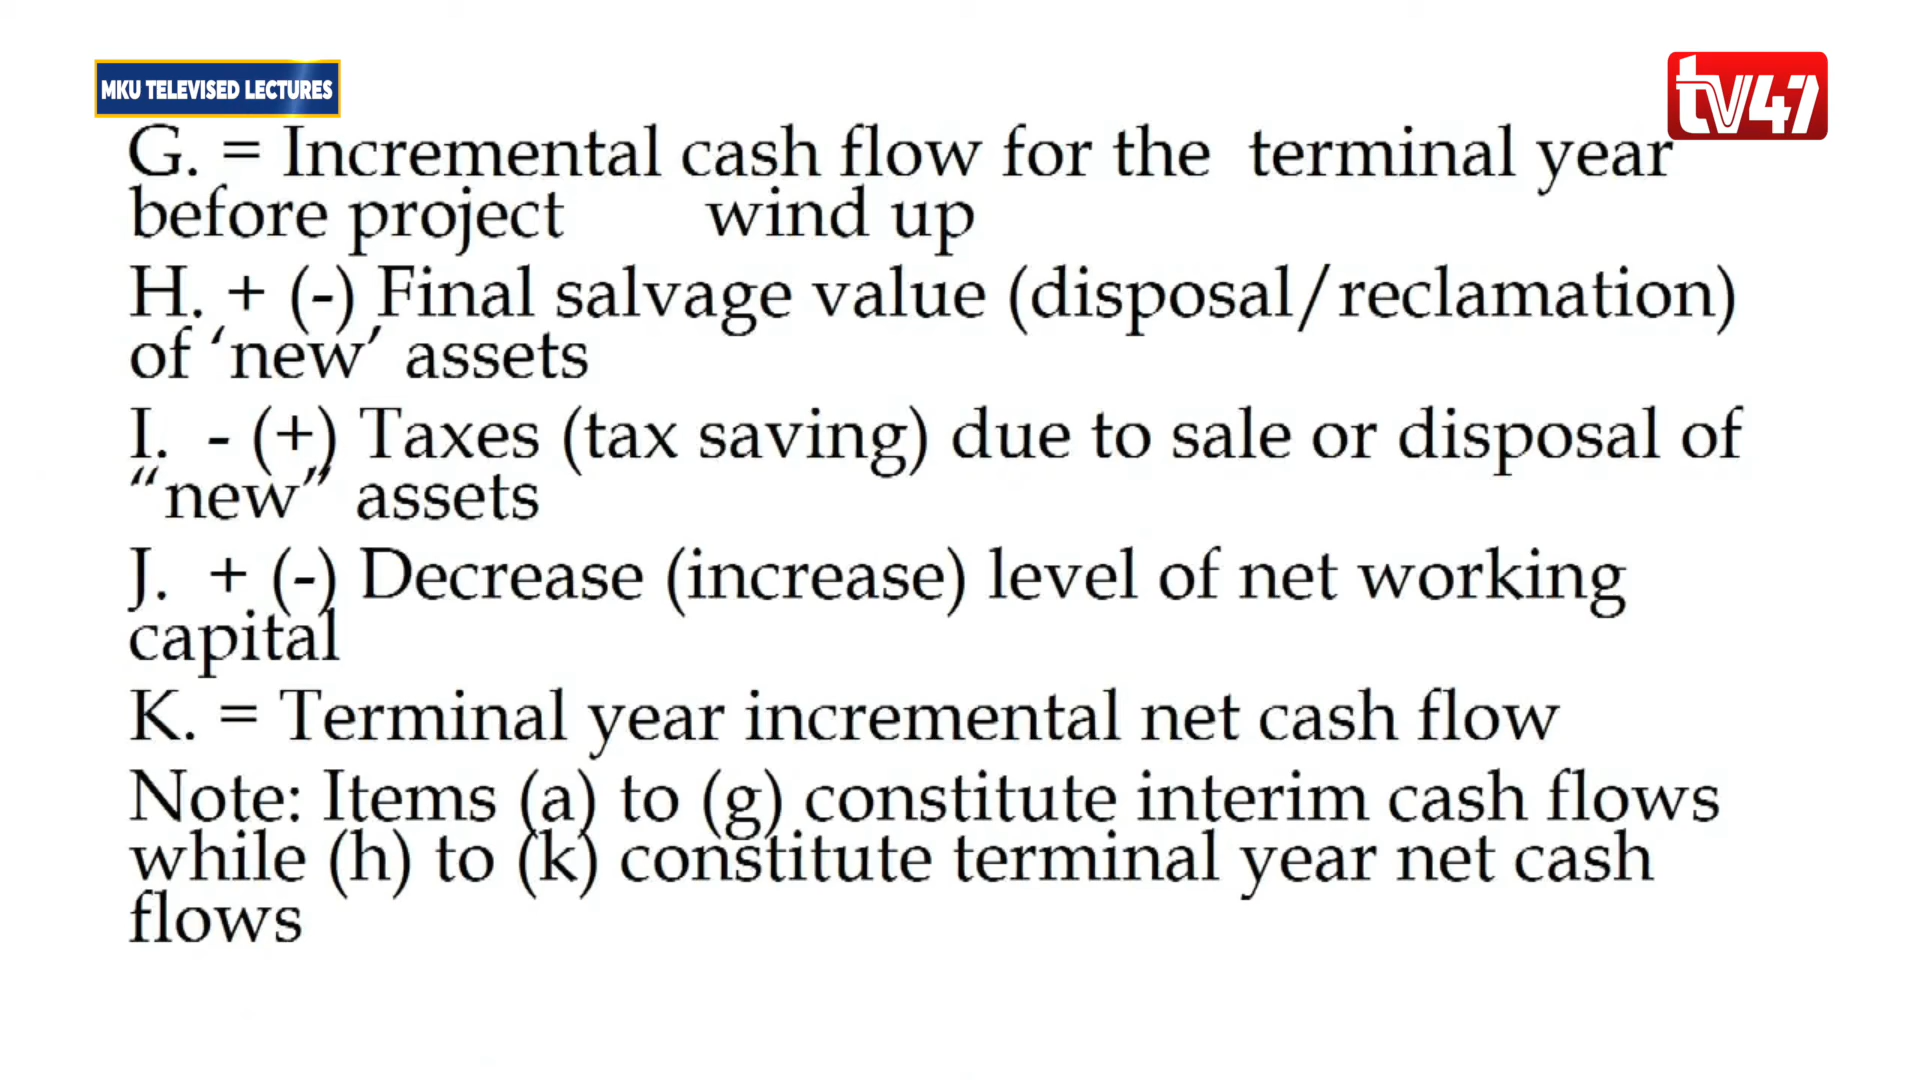 MKU TELEVISED LECTURES
tv47
G. = Incremental cash flow for the terminal year
before project wind up
H. + (-) Final salvage value (disposal/reclamation)
of ‘new’ assets
I. - (+) Taxes (tax saving) due to sale or disposal of
“new” assets
J. + (-) Decrease (increase) level of net working
capital
K. = Terminal year incremental net cash flow
Note: Items (a) to (g) constitute interim cash flows
while (h) to (k) constitute terminal year net cash
flows